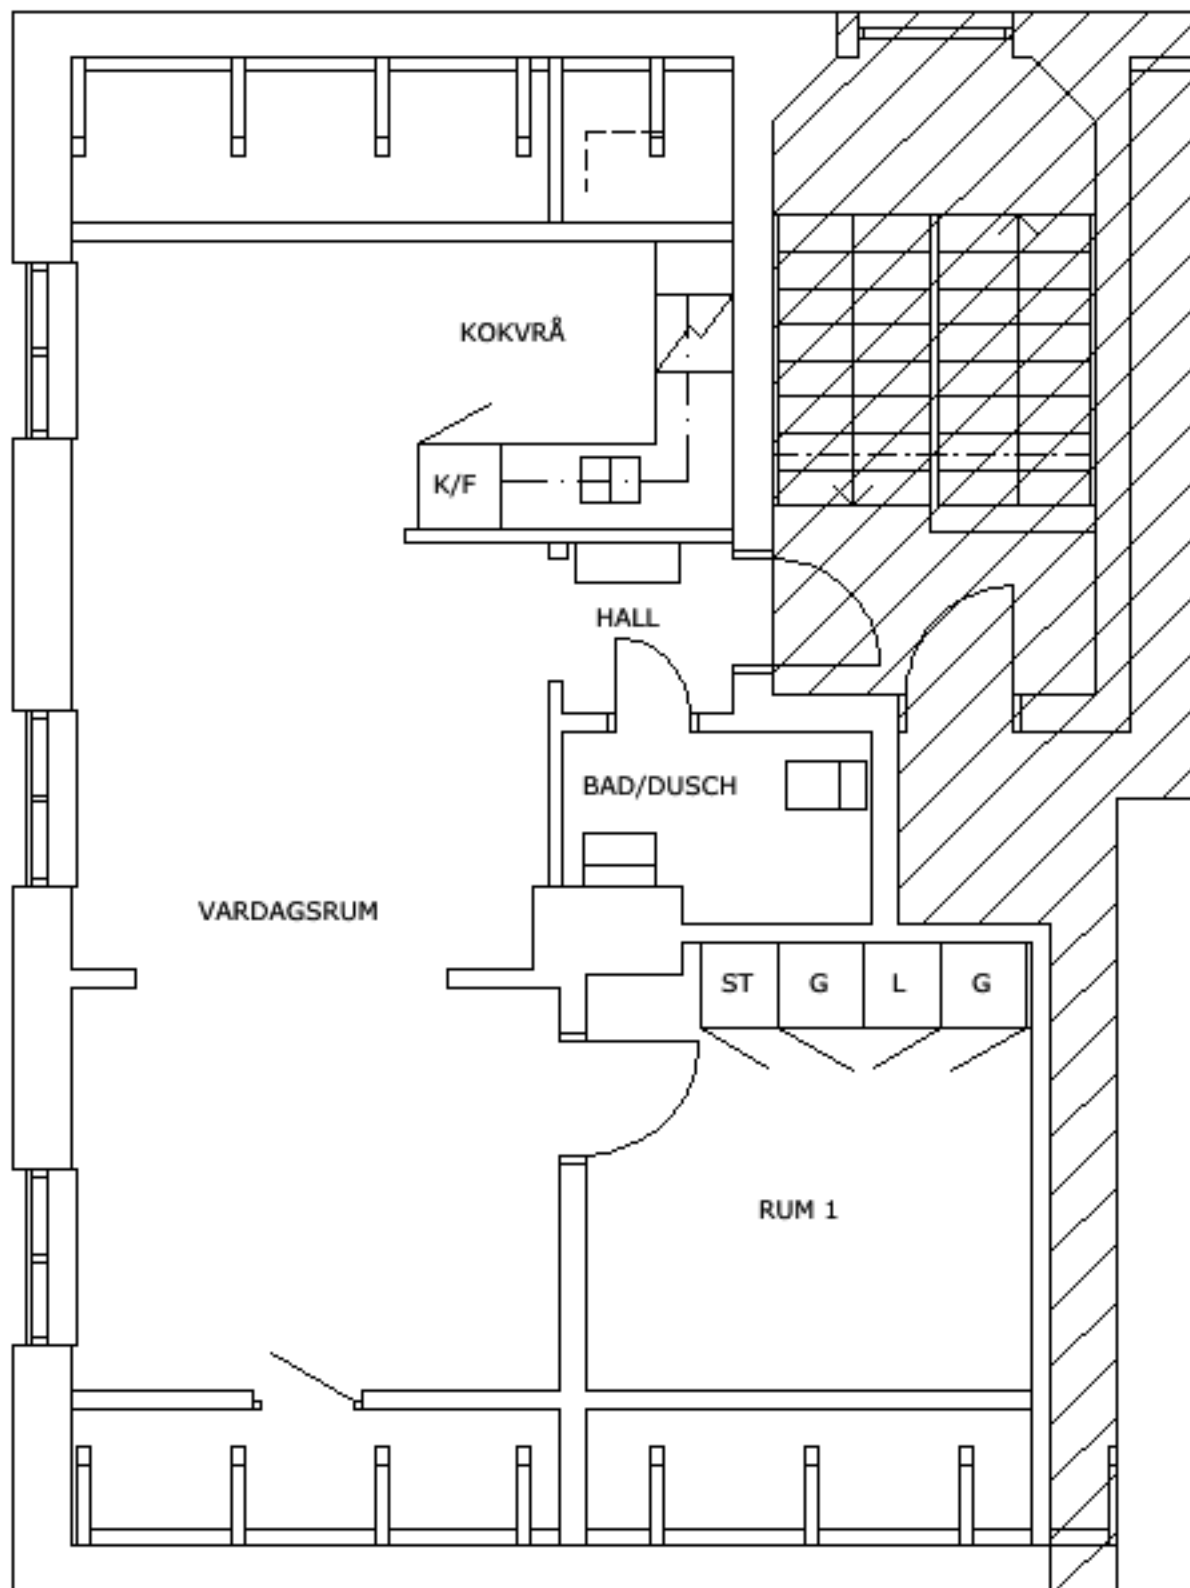 KOKVRÅ
K/F
HALL
BAD/DUSCH
VARDAGSRUM
ST G L G
RUM 1